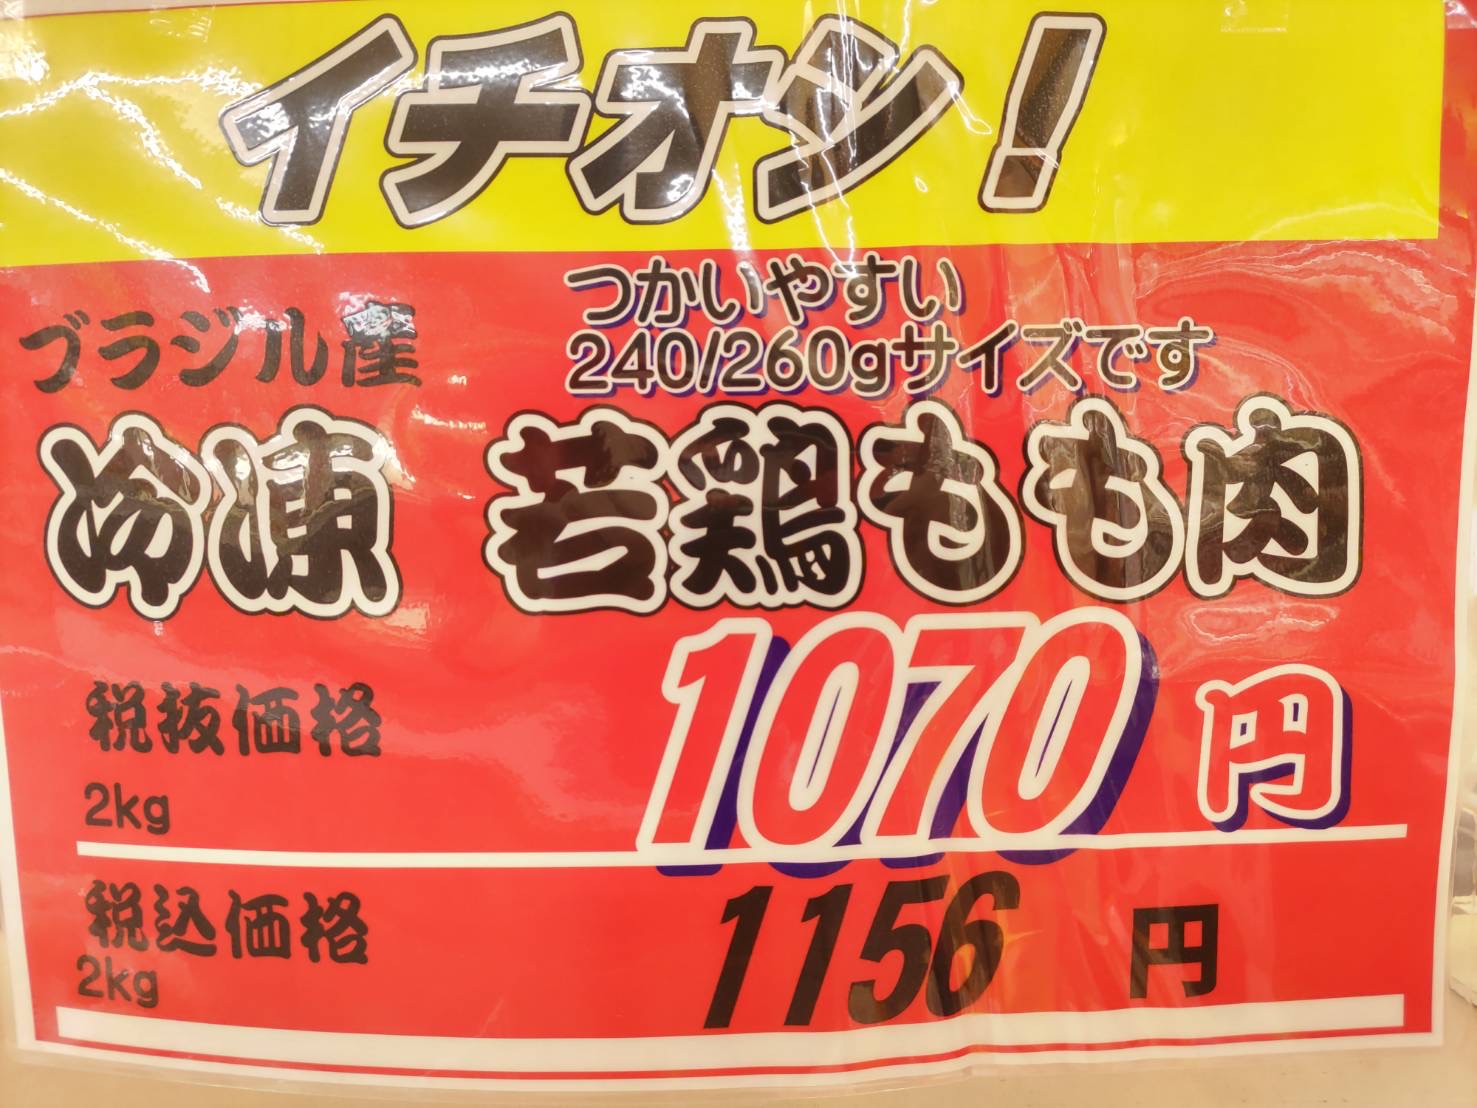 イチオシ!
ブラジル産
つかいやすい
240/260gサイズです
冷凍 若鶏もも肉
税抜価格
2kg
1070円
税込価格
2kg
1156円